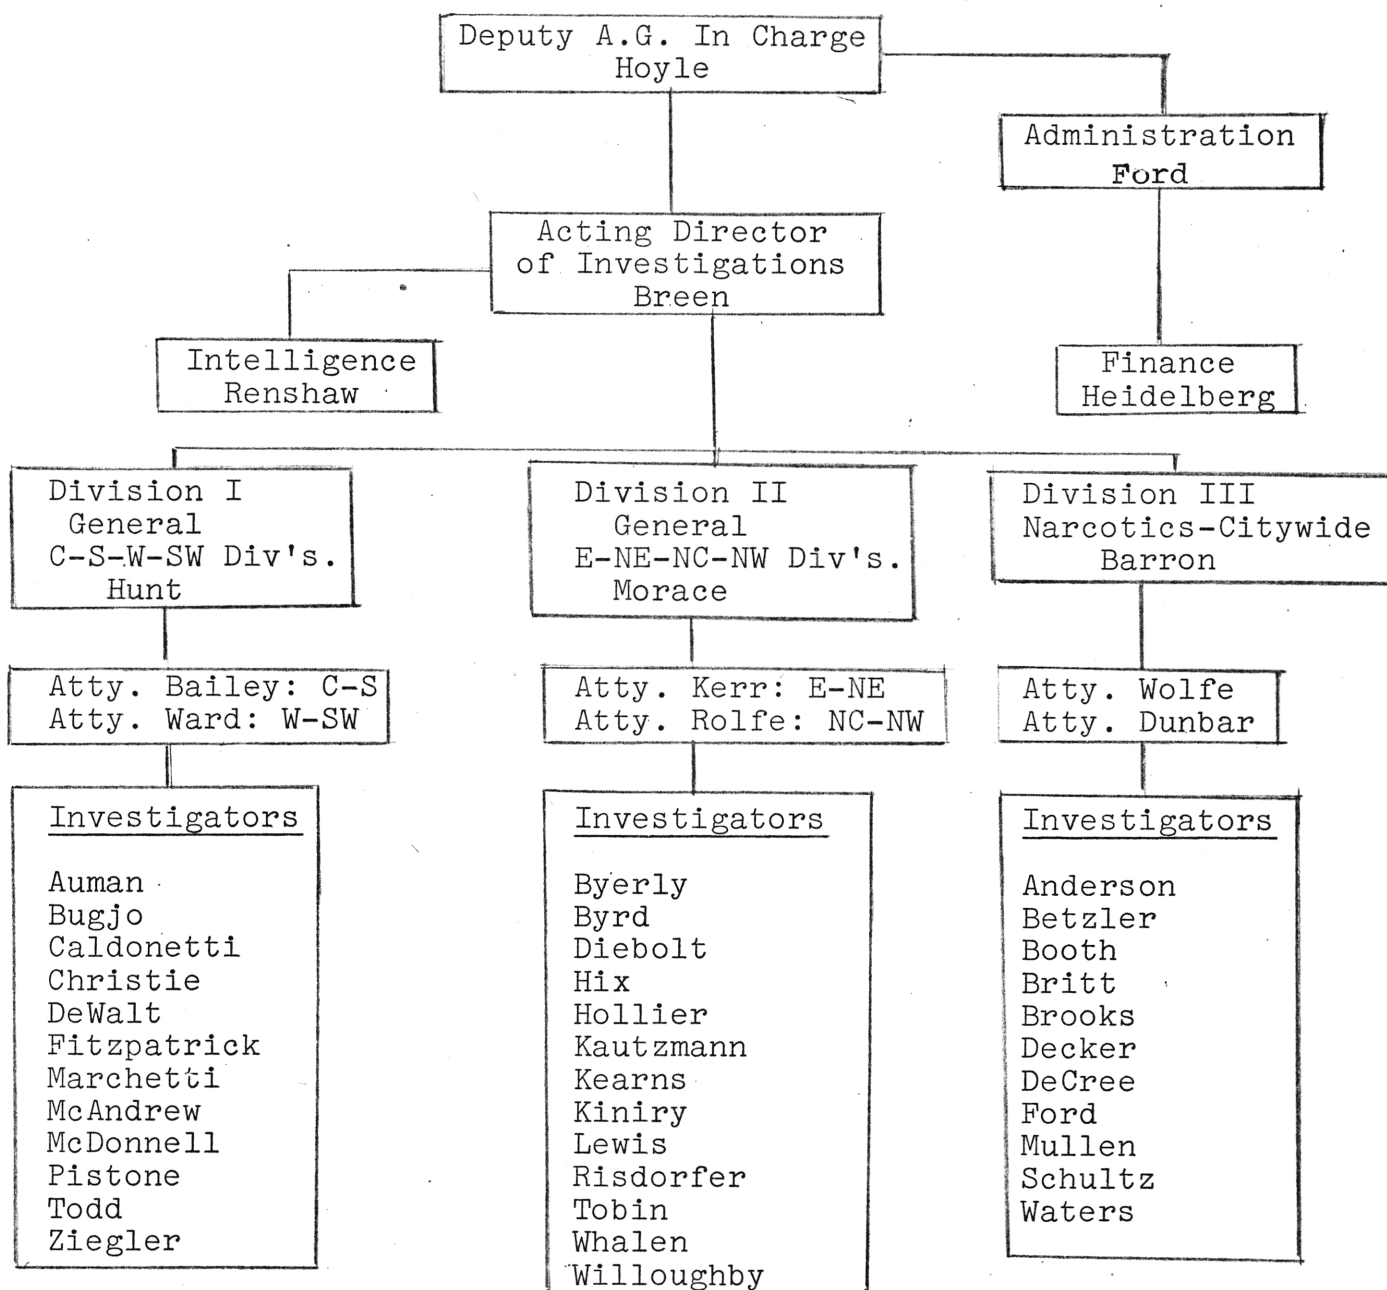 Deputy A.G. In Charge
Hoyle
Administration
Ford
Acting Director
of Investigations
Breen
Intelligence
Renshaw
Finance
Heidelberg
Division I
General
C-S-W-SW Div's.
Hunt
Division II
General
E-NE-NC-NW Div's.
Morace
Division III
Narcotics-Citywide
Barron
Atty. Bailey: C-S
Atty. Ward: W-SW
Atty. Kerr: E-NE
Atty. Rolfe: NC-NW
Atty. Wolfe
Atty. Dunbar
Investigators
Auman
Bugjo
Caldonetti
Christie
DeWalt
Fitzpatrick
Marchetti
McAndrew
McDonnell
Pistone
Todd
Ziegler
Investigators
Byerly
Byrd
Diebolt
Hix
Hollier
Kautzmann
Kearns
Kiniry
Lewis
Risdorfer
Tobin
Whalen
Willoughby
Investigators
Anderson
Betzler
Booth
Britt
Brooks
Decker
DeCree
Ford
Mullen
Schultz
Waters